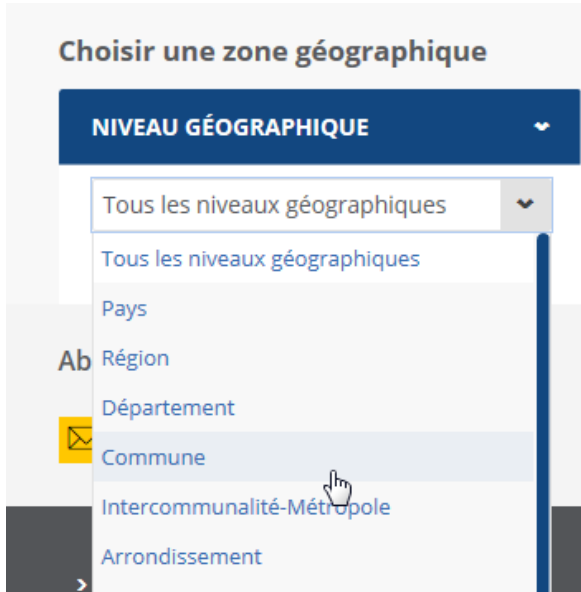 Choisir une zone géographique
NIVEAU GÉOGRAPHIQUE
Tous les niveaux géographiques
Tous les niveaux géographiques
Pays
Ab
Région
Département
Commune
Intercommunalité-Métropole
Arrondissement